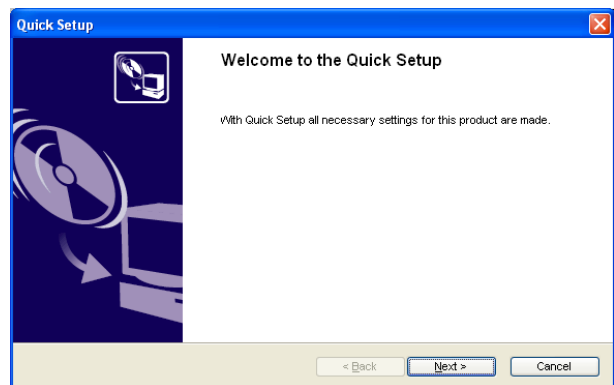 Quick Setup
Welcome to the Quick Setup
With Quick Setup all necessary settings for this product are made.
< Back Next > Cancel